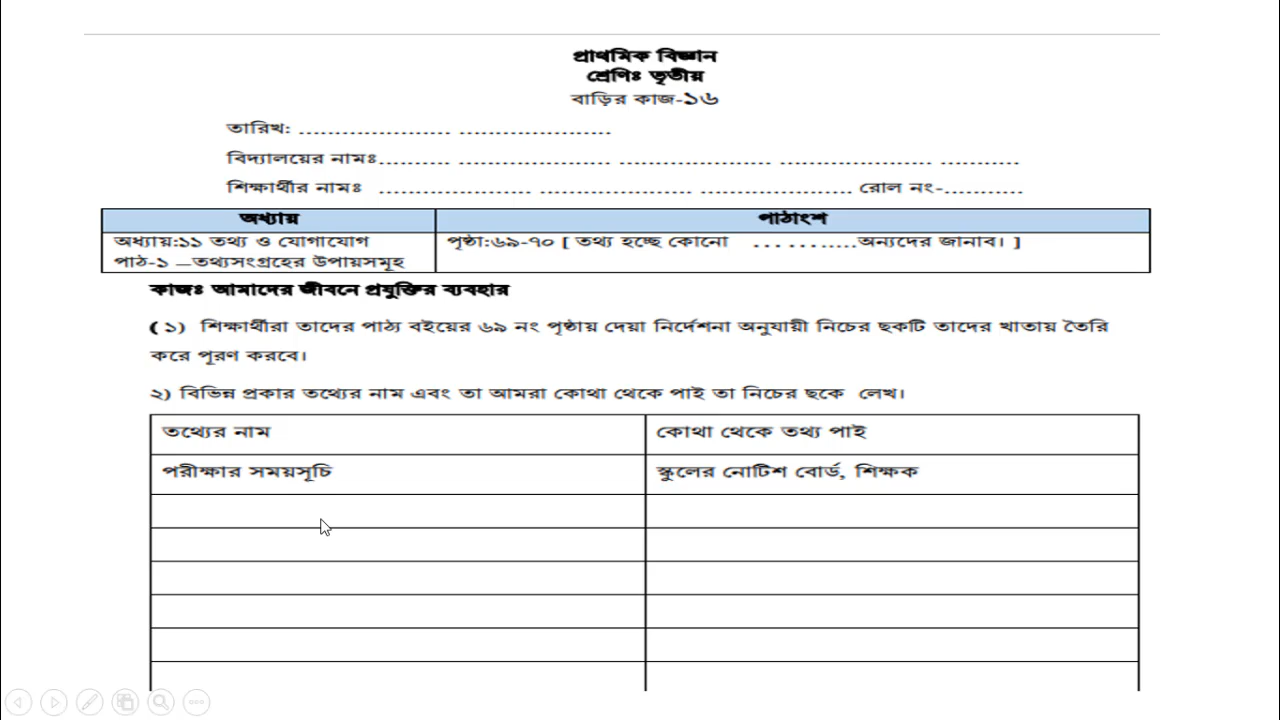 প্রাথমিক বিজ্ঞান
শ্রেণিঃ তৃতীয়
বাড়ির কাজ-১৬
তারিখ: ..................... .....................
বিদ্যালয়ের নামঃ.......... ..................... ..................... ..................... ...........
শিক্ষার্থীর নামঃ ..................... ..................... ..................... রোল নং-...........
অধ্যায় পাঠাংশ
অধ্যায়:১১ তথ্য ও যোগাযোগ পৃষ্ঠা:৬৯-৭০ [ তথ্য হচ্ছে কোনো ... ... .....অন্যদের জানাব। ]
পাঠ-১ –তথ্যসংগ্রহের উপায়সমূহ
কাজঃ আমাদের জীবনে প্রযুক্তির ব্যবহার
(১) শিক্ষার্থীরা তাদের পাঠ্য বইয়ের ৬৯ নং পৃষ্ঠায় দেয়া নির্দেশনা অনুযায়ী নিচের ছকটি তাদের খাতায় তৈরি
করে পূরণ করবে।
২) বিভিন্ন প্রকার তথ্যের নাম এবং তা আমরা কোথা থেকে পাই তা নিচের ছকে লেখ।
তথ্যের নাম কোথা থেকে তথ্য পাই
পরীক্ষার সময়সূচি স্কুলের নোটিশ বোর্ড, শিক্ষক